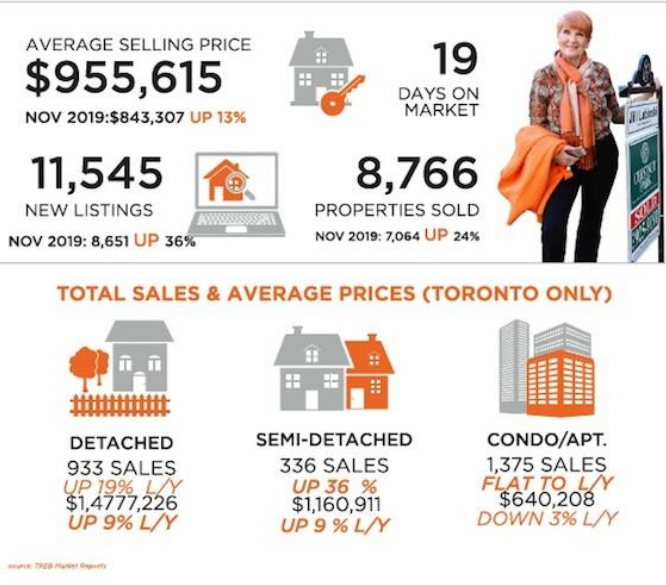 AVERAGE SELLING PRICE
$955,615
NOV 2019:$843,307 UP 13%
19
DAYS ON
MARKET
11,545
NEW LISTINGS
NOV 2019: 8,651 UP 36%
8,766
PROPERTIES SOLD
NOV 2019: 7,064 UP 24%
SOLD
TOTAL SALES & AVERAGE PRICES (TORONTO ONLY)
DETACHED
933 SALES
UP 19% L/Y
$1,4777,226
UP 9% L/Y
SEMI-DETACHED
336 SALES
UP 36 %
$1,160,911
UP 9 % L/Y
CONDO/APT.
1,375 SALES
FLAT TO L/Y
$640,208
DOWN 3% L/Y
source: TREB Market Reports